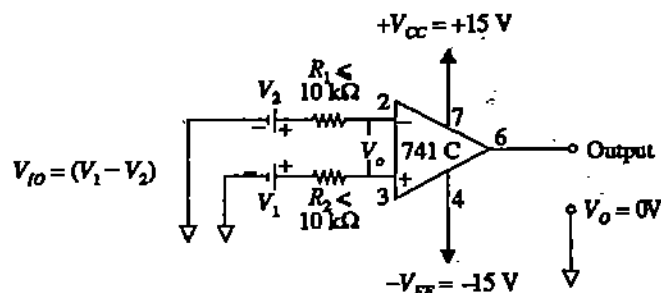 +V_CC = +15 V
R_1 ≤
10 kΩ
V_2
2
7
− +
−
6
V_o
741 C
Output
V_IO = (V_1 − V_2)
+
+
V_1
R_2 ≤
10 kΩ
3
4
V_O = 0V
−V_EE = −15 V